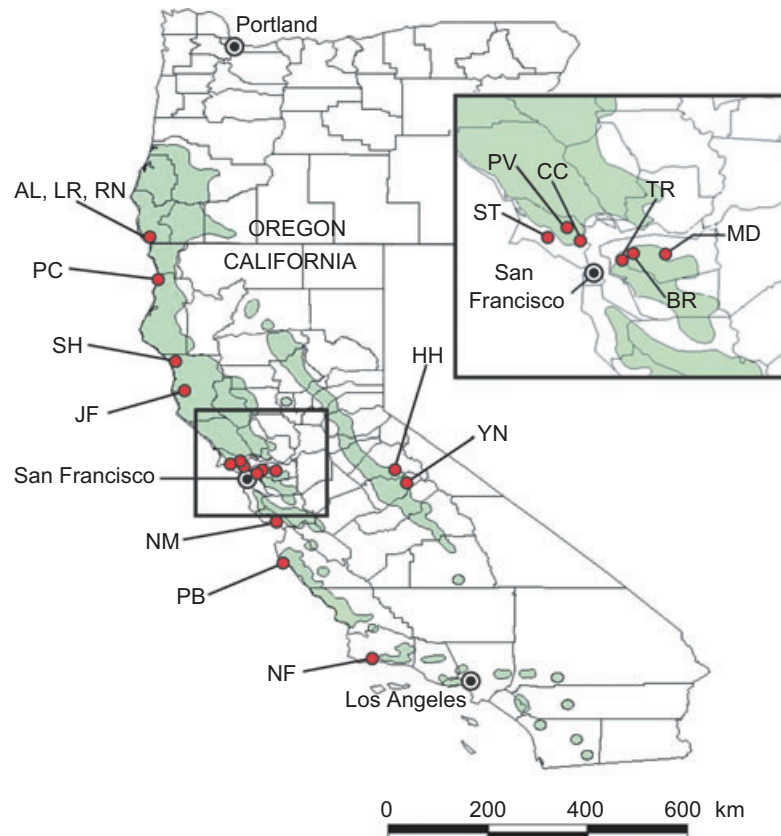 Portland
AL, LR, RN
OREGON
CALIFORNIA
PC
SH
JF
San Francisco
NM
PB
NF
Los Angeles
HH
YN
PV
CC
TR
ST
MD
San
Francisco
BR
0 200 400 600 km